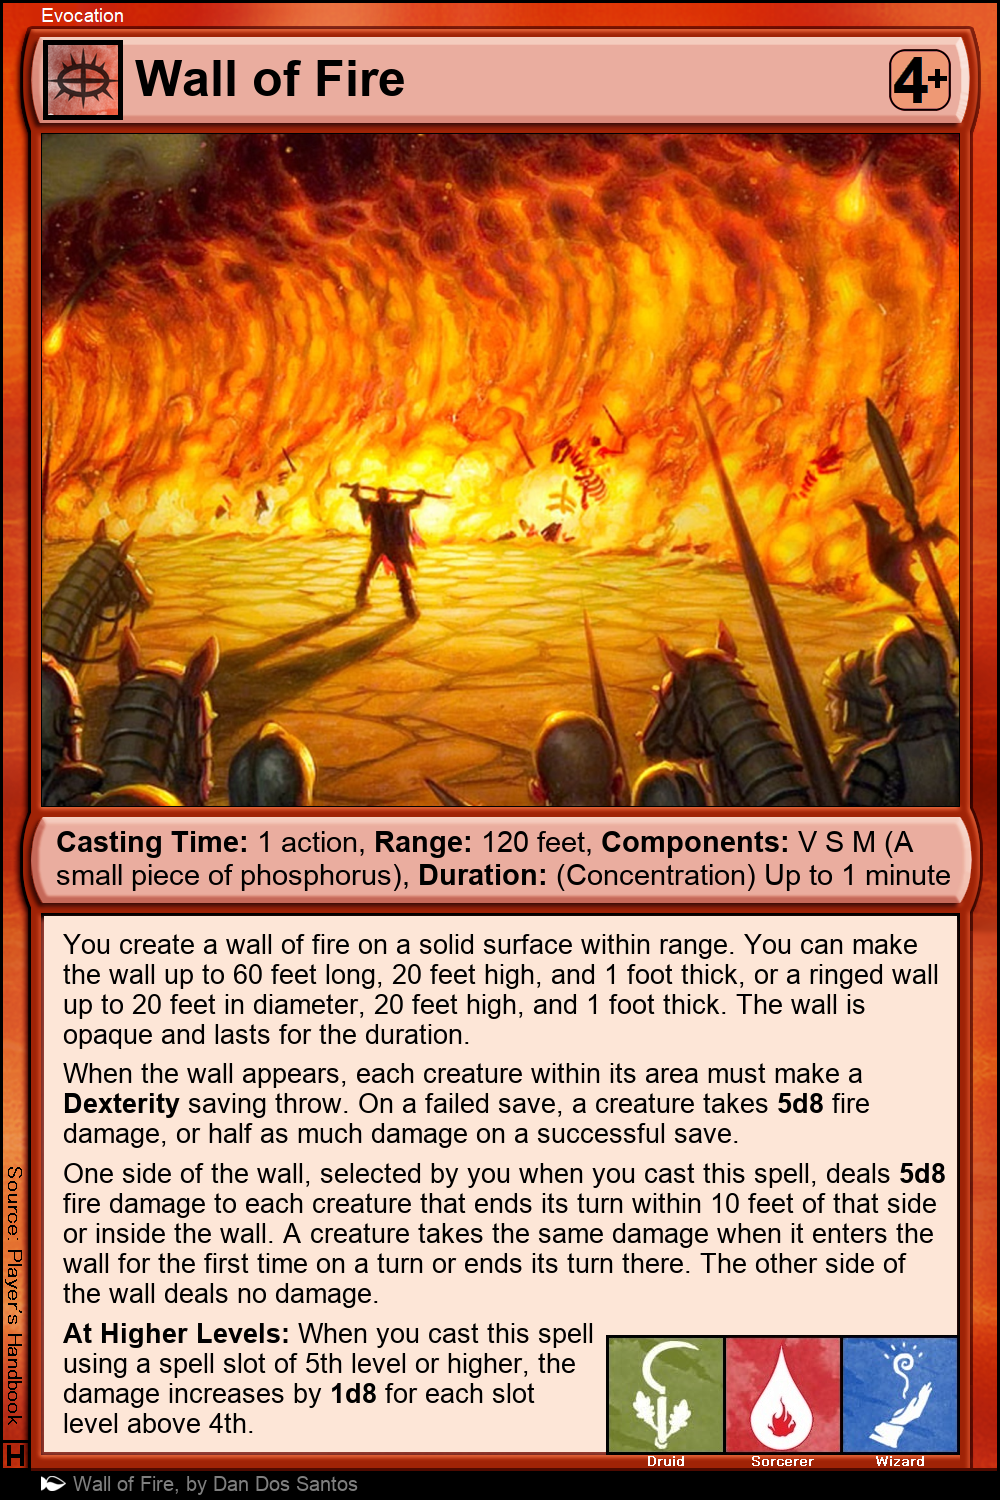 Evocation
Wall of Fire
4+
Casting Time: 1 action, Range: 120 feet, Components: V S M (A
small piece of phosphorus), Duration: (Concentration) Up to 1 minute
You create a wall of fire on a solid surface within range. You can make
the wall up to 60 feet long, 20 feet high, and 1 foot thick, or a ringed wall
up to 20 feet in diameter, 20 feet high, and 1 foot thick. The wall is
opaque and lasts for the duration.
When the wall appears, each creature within its area must make a
Dexterity saving throw. On a failed save, a creature takes 5d8 fire
damage, or half as much damage on a successful save.
One side of the wall, selected by you when you cast this spell, deals 5d8
fire damage to each creature that ends its turn within 10 feet of that side
or inside the wall. A creature takes the same damage when it enters the
wall for the first time on a turn or ends its turn there. The other side of
the wall deals no damage.
At Higher Levels: When you cast this spell
using a spell slot of 5th level or higher, the
damage increases by 1d8 for each slot
level above 4th.
Druid
Sorcerer
Wizard
Source: Player's Handbook
H
Wall of Fire, by Dan Dos Santos